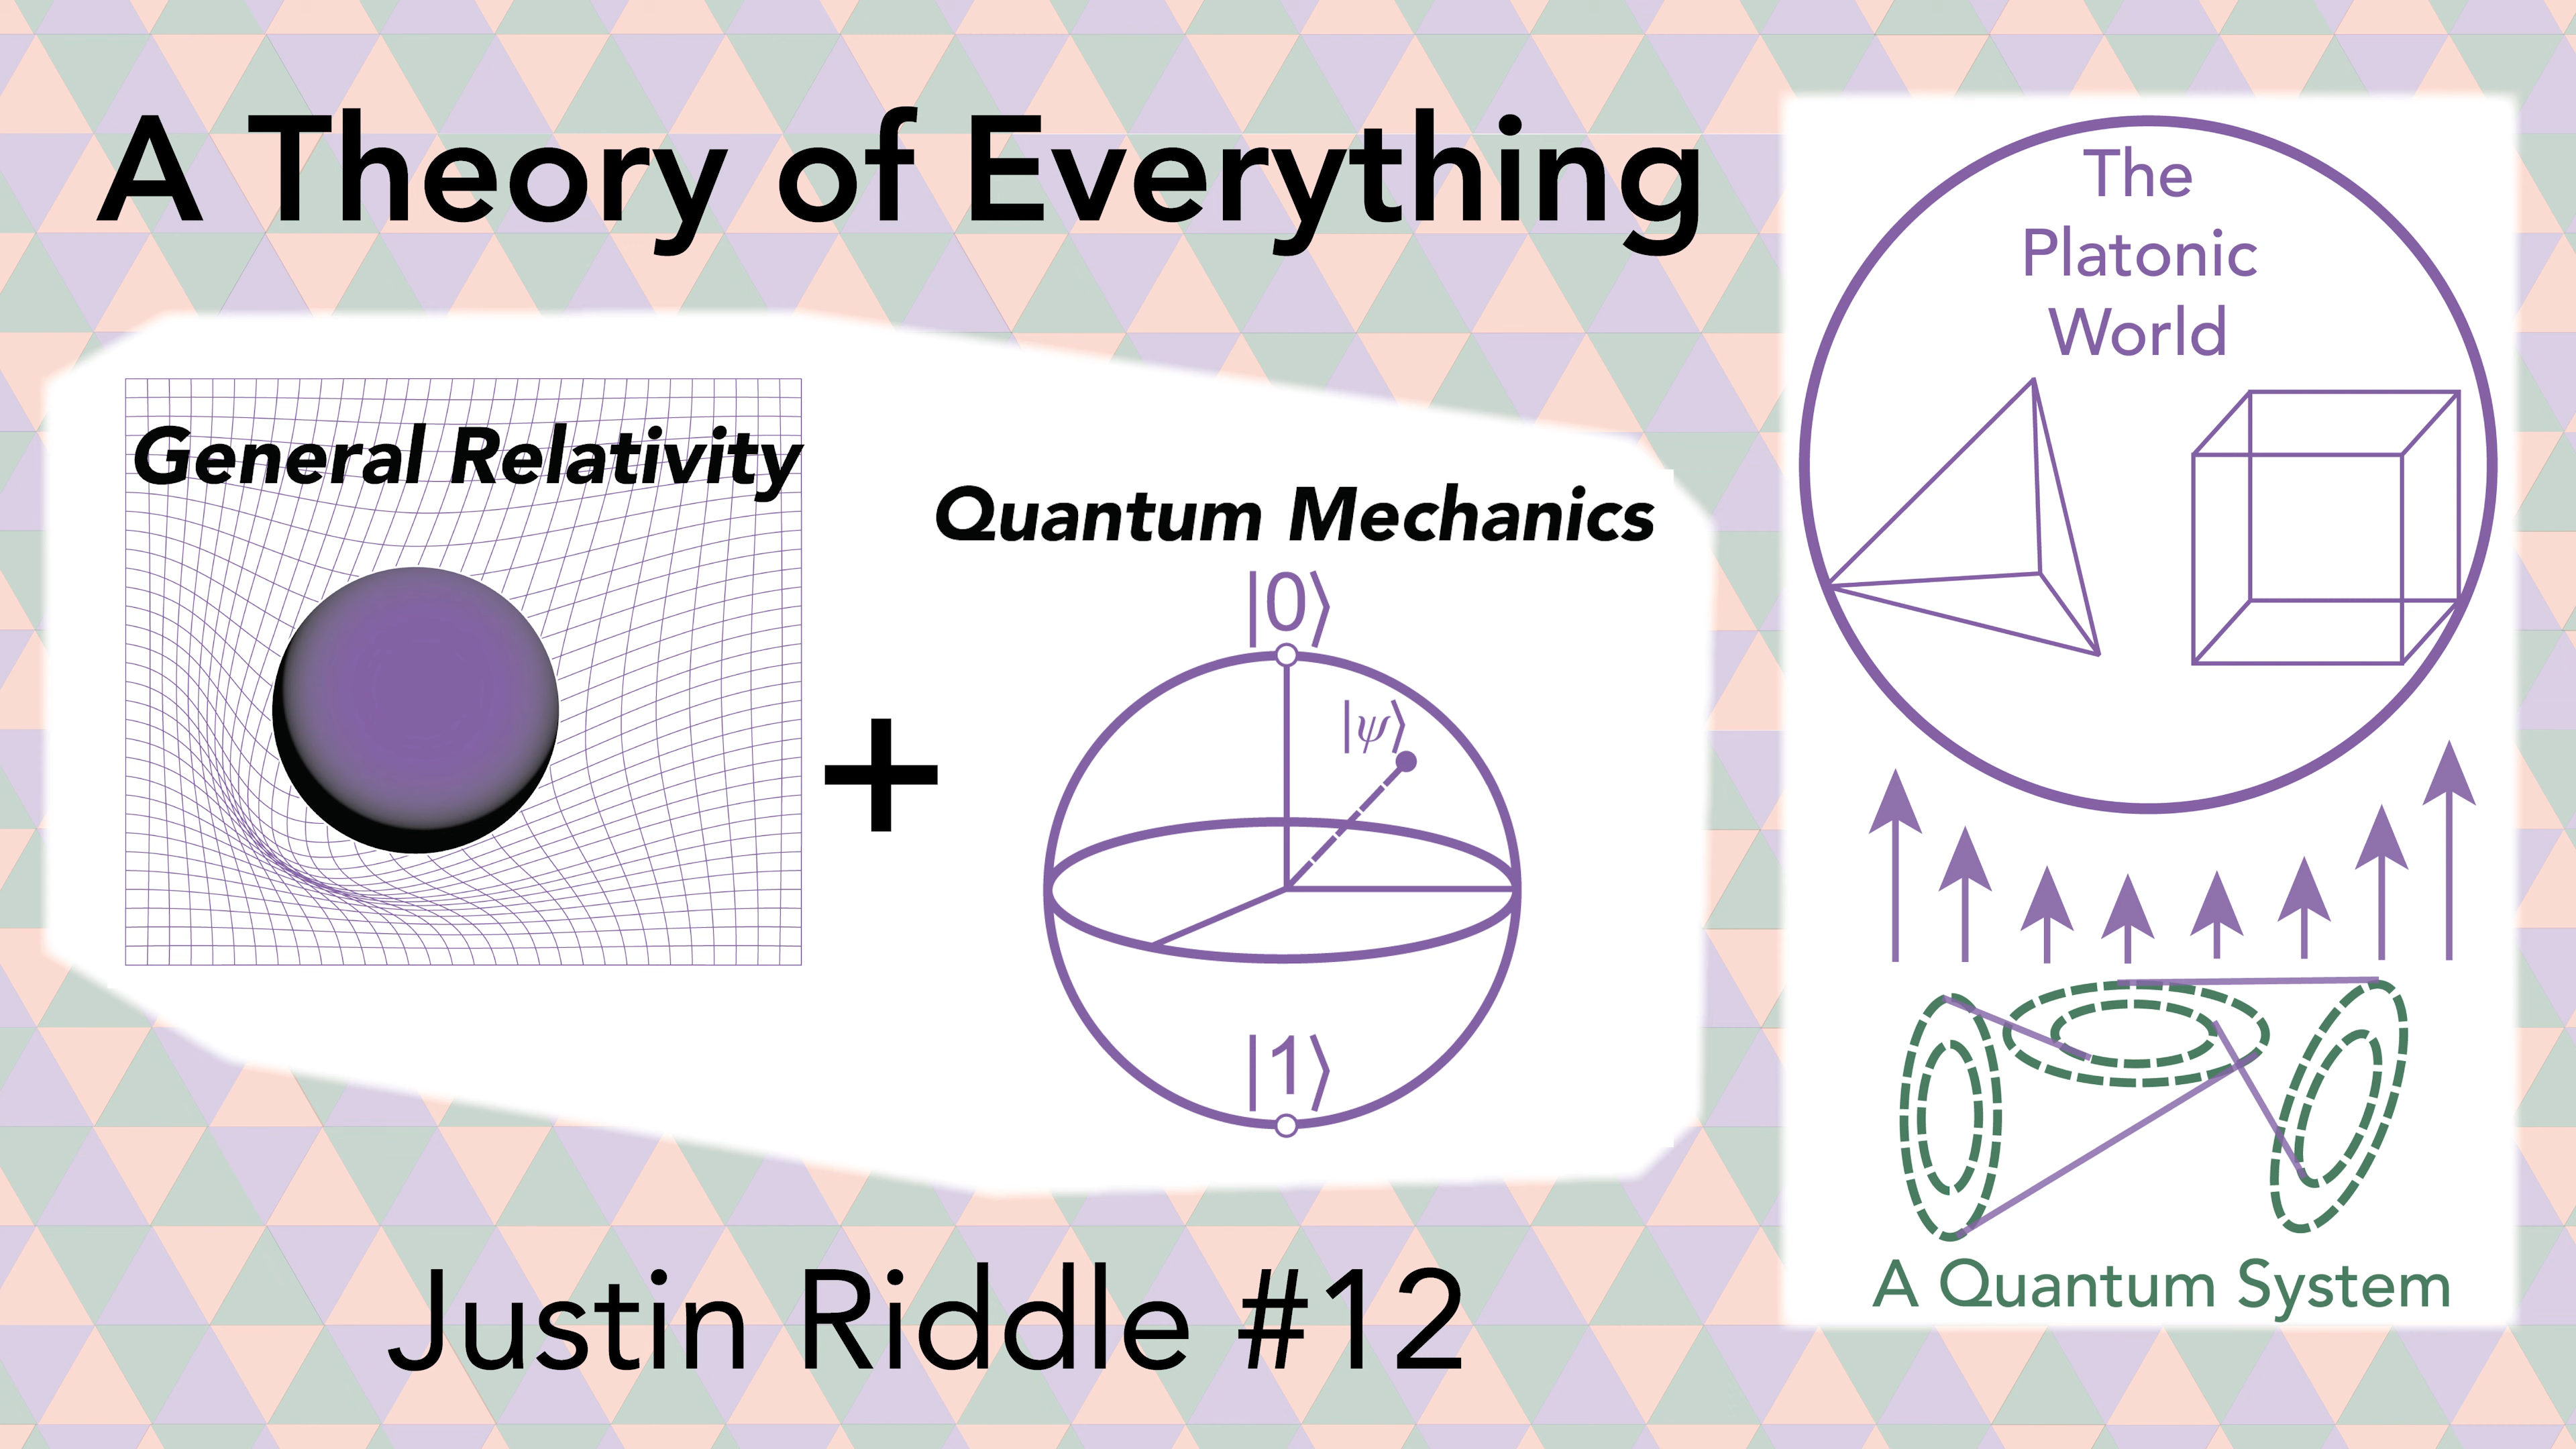 A Theory of Everything
General Relativity
+
Quantum Mechanics
|0⟩
|ψ⟩
|1⟩
Justin Riddle #12
The
Platonic
World
A Quantum System